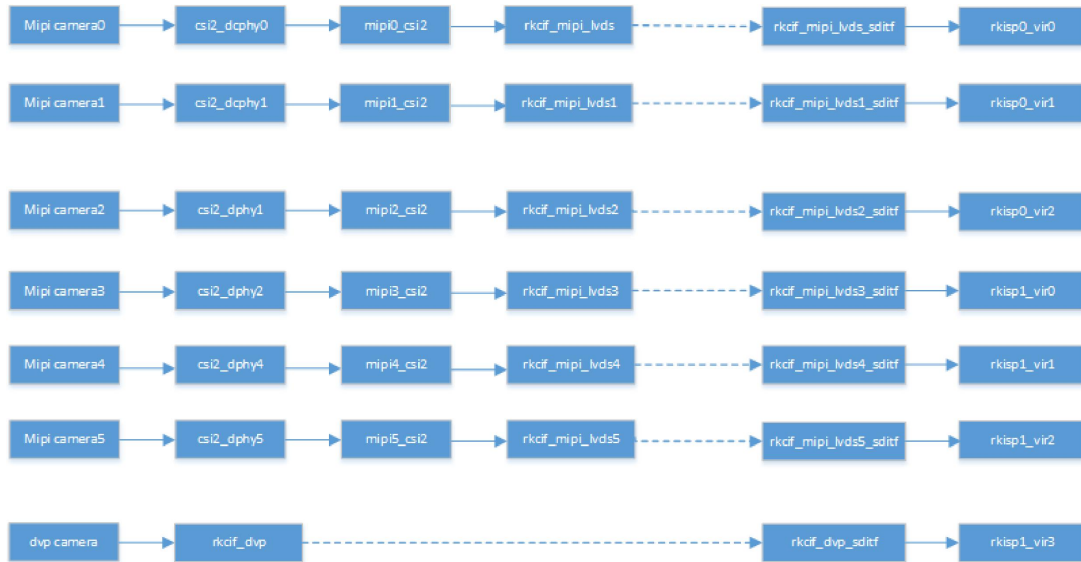 Mipi camera0 csi2_dcphy0 mipi0_csi2 rkcif_mipi_lvds rkcif_mipi_lvds_sditf rkisp0_vir0
Mipi camera1 csi2_dcphy1 mipi1_csi2 rkcif_mipi_lvds1 rkcif_mipi_lvds1_sditf rkisp0_vir1
Mipi camera2 csi2_dphy1 mipi2_csi2 rkcif_mipi_lvds2 rkcif_mipi_lvds2_sditf rkisp0_vir2
Mipi camera3 csi2_dphy2 mipi3_csi2 rkcif_mipi_lvds3 rkcif_mipi_lvds3_sditf rkisp1_vir0
Mipi camera4 csi2_dphy4 mipi4_csi2 rkcif_mipi_lvds4 rkcif_mipi_lvds4_sditf rkisp1_vir1
Mipi camera5 csi2_dphy5 mipi5_csi2 rkcif_mipi_lvds5 rkcif_mipi_lvds5_sditf rkisp1_vir2
dvp camera rkcif_dvp rkcif_dvp_sditf rkisp1_vir3